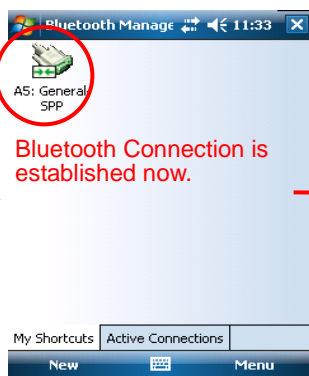 Bluetooth Manage 11:33
A5: General
SPP
Bluetooth Connection is
established now.
My Shortcuts Active Connections
New Menu